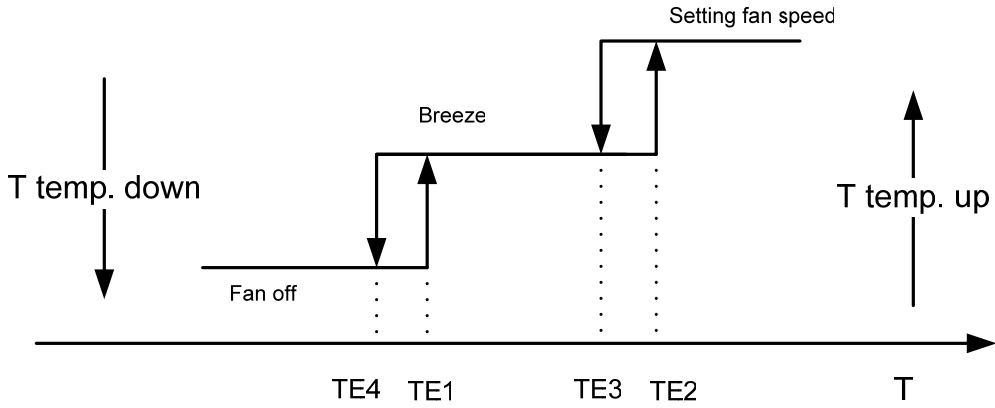 Setting fan speed
Breeze
T temp. down
T temp. up
Fan off
TE4
TE1
TE3
TE2
T